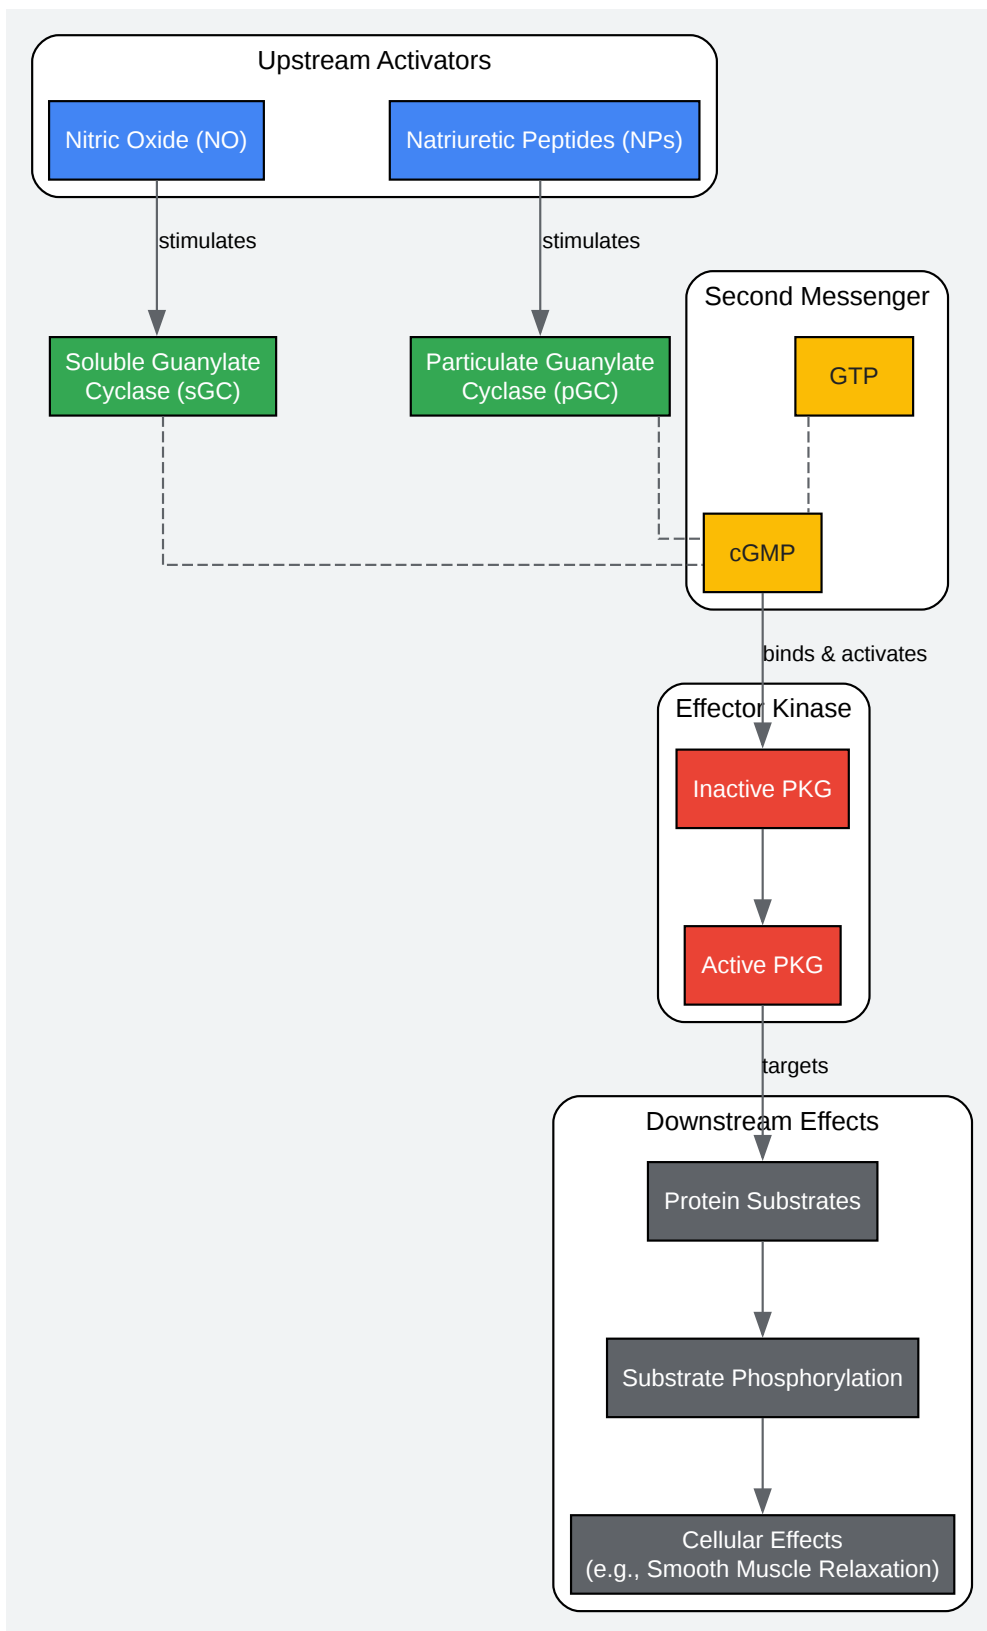 Upstream Activators
Nitric Oxide (NO)
Natriuretic Peptides (NPs)
stimulates
stimulates
Second Messenger
Soluble Guanylate
Cyclase (sGC)
Particulate Guanylate
Cyclase (pGC)
GTP
cGMP
binds & activates
Effector Kinase
Inactive PKG
Active PKG
targets
Downstream Effects
Protein Substrates
Substrate Phosphorylation
Cellular Effects
(e.g., Smooth Muscle Relaxation)